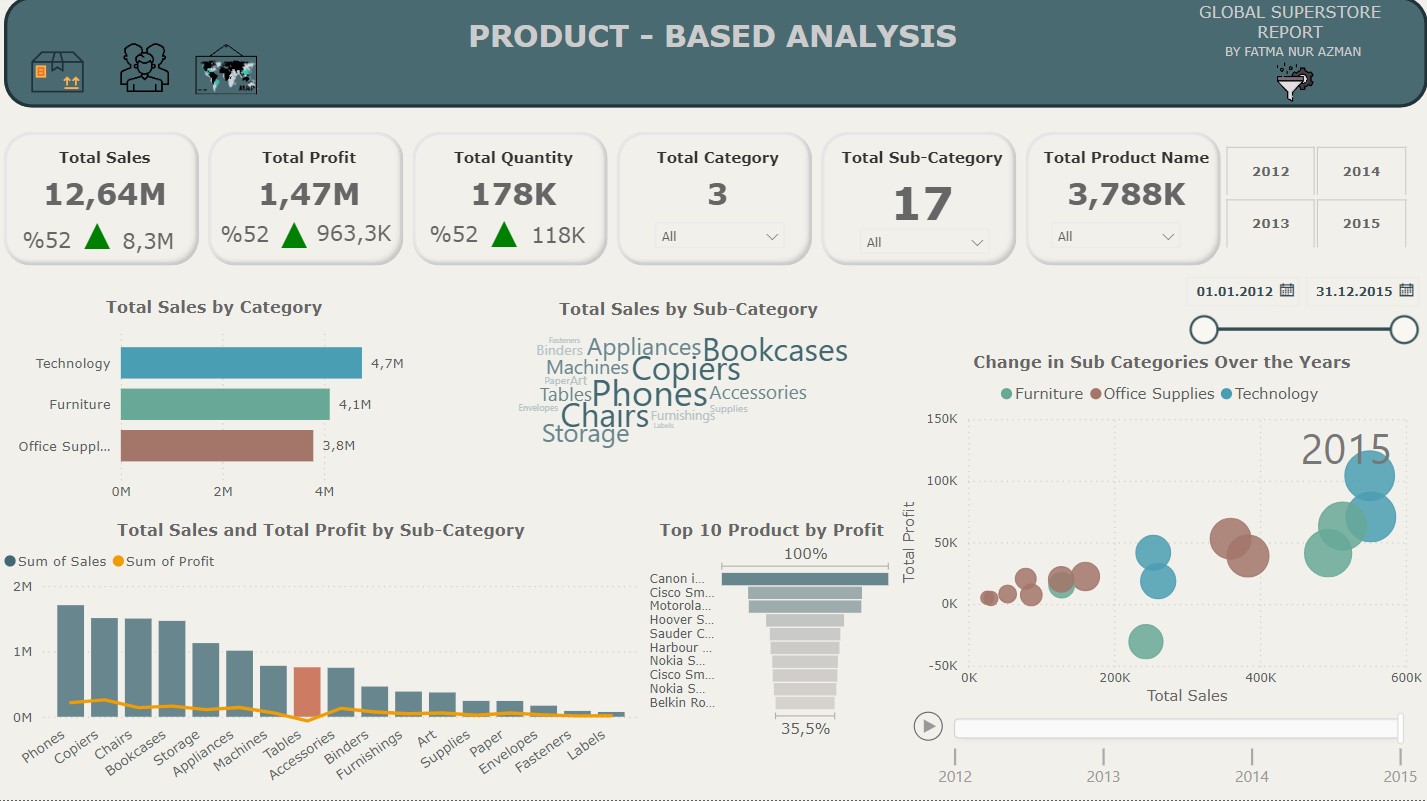 PRODUCT - BASED ANALYSIS
GLOBAL SUPERSTORE
REPORT
BY FATMA NUR AZMAN
MAP
Total Sales
12,64M
%52 8,3M
Total Profit
1,47M
%52 963,3K
Total Quantity
178K
%52 118K
Total Category
3
All
Total Sub-Category
17
All
Total Product Name
3,788K
All
2012 2014
2013 2015
01.01.2012 31.12.2015
Total Sales by Category
Technology 4,7M
Furniture 4,1M
Office Suppl... 3,8M
0M 2M 4M
Total Sales by Sub-Category
Fasteners
Binders Appliances Bookcases
Machines Copiers
Paper Art
Tables Phones Accessories
Envelopes Chairs Furnishings Supplies
Labels
Storage
Change in Sub Categories Over the Years
Furniture Office Supplies Technology
2015
150K
100K
50K
0K
-50K
Total Profit
0K 200K 400K 600K
Total Sales
2012 2013 2014 2015
Total Sales and Total Profit by Sub-Category
Sum of Sales Sum of Profit
2M
1M
0M
Phones Copiers Chairs Bookcases Storage Appliances Machines Tables Accessories Binders Furnishings Art Supplies Paper Envelopes Fasteners Labels
Top 10 Product by Profit
100%
Canon i...
Cisco Sm...
Motorola...
Hoover S...
Sauder C...
Harbour ...
Nokia S...
Cisco Sm...
Nokia S...
Belkin Ro...
35,5%